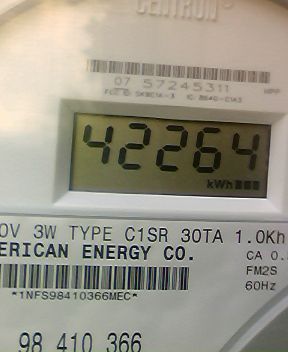 CENTRON
07 57245311
42264
kWh
0V 3W TYPE C1SR 30TA 1.0Kh
ERICAN ENERGY CO.
CA 0.
FM2S
60Hz
*1NFS98410366MEC*
98 410 366